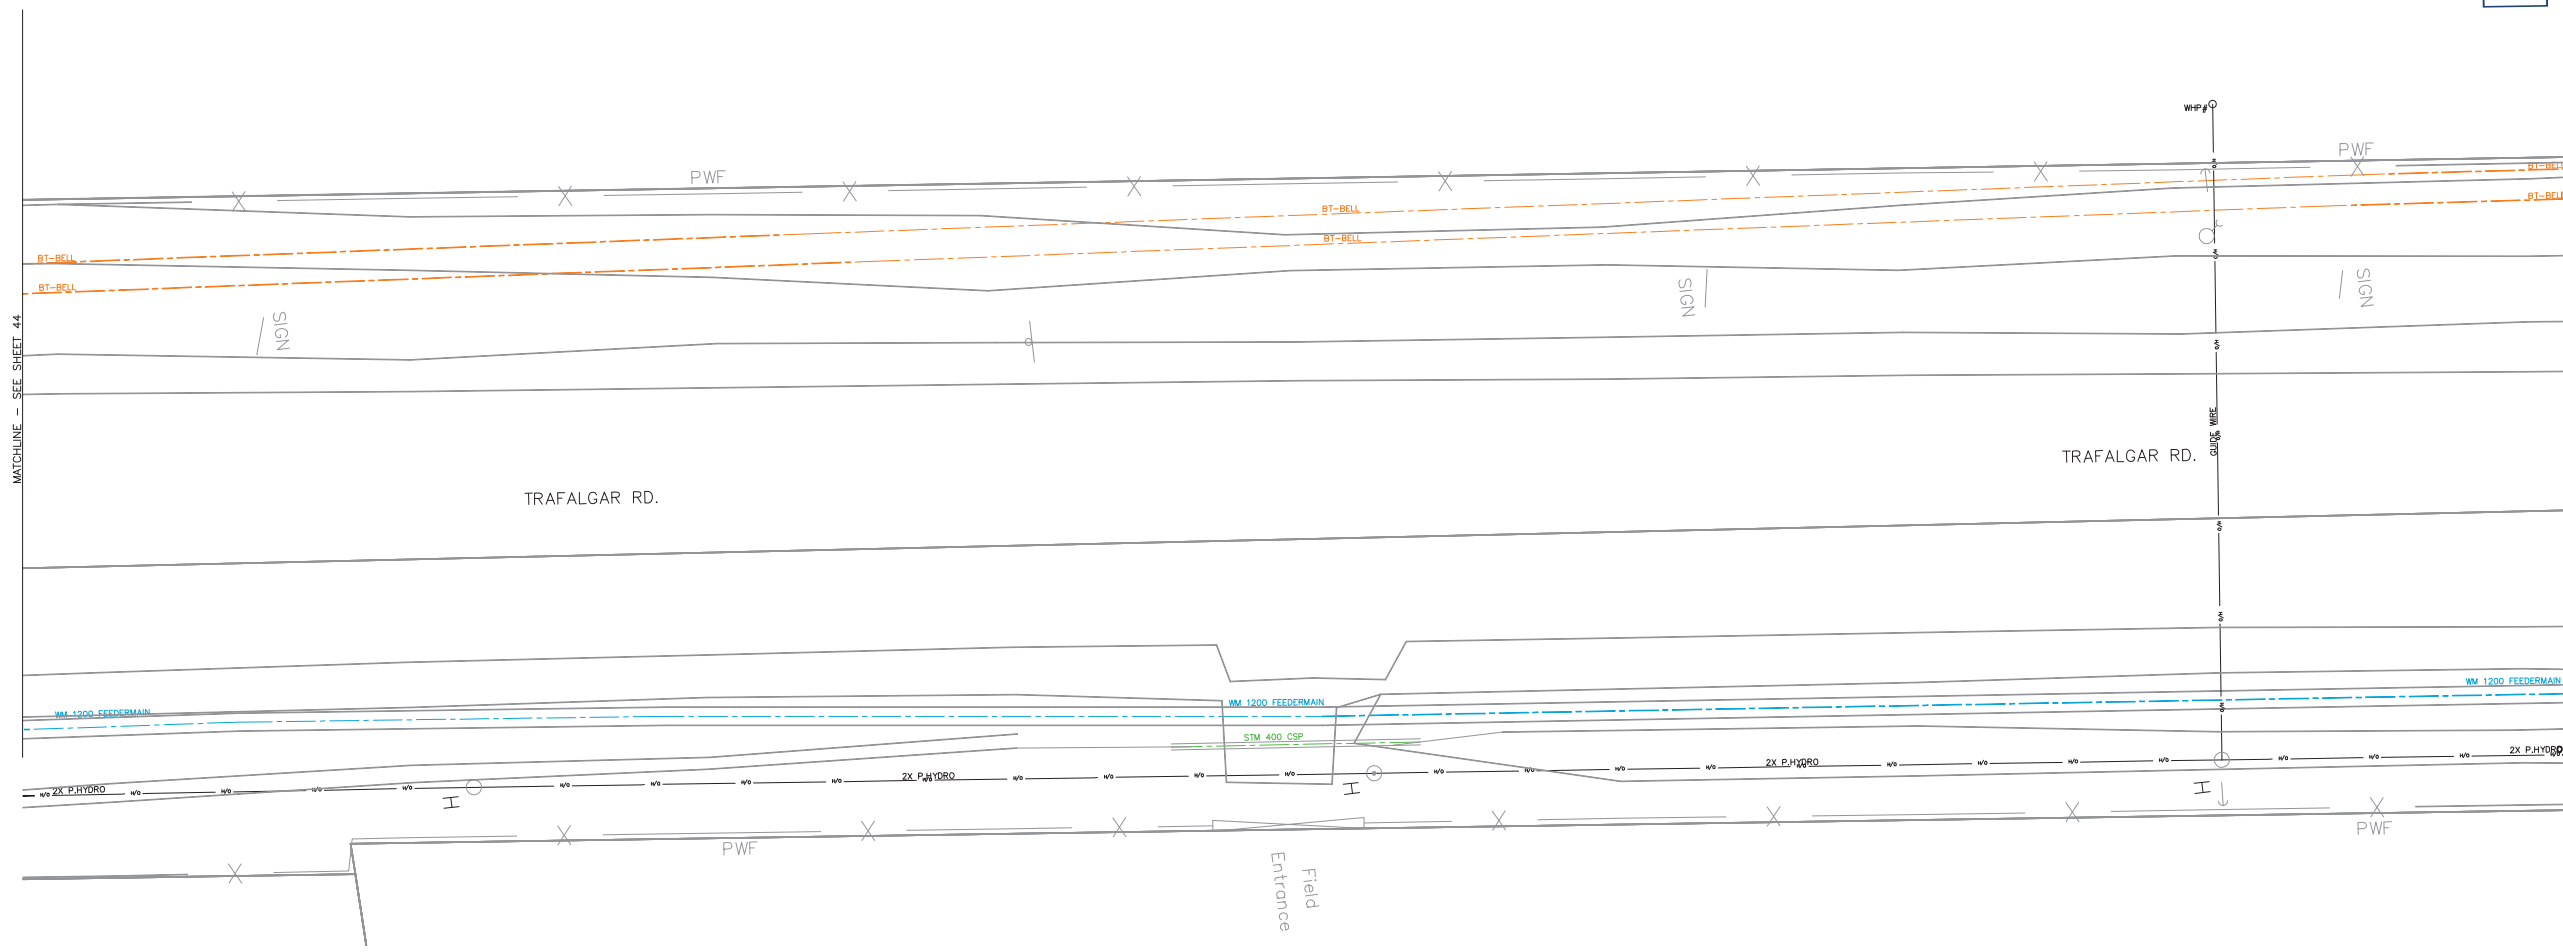 WHP#
PWF
PWF
BT-BELL
BT-BELL
BT-BELL
BT-BELL
BT-BELL
BT-BELL
SIGN
SIGN
SIGN
MATCHLINE - SEE SHEET 44
GUIDE WIRE
TRAFALGAR RD.
TRAFALGAR RD.
WM 1200 FEEDERMAIN
WM 1200 FEEDERMAIN
WM 1200 FEEDERMAIN
STM 400 CSP
2X P.HYDRO
2X P.HYDRO
2X P.HYDRO
2X P.HYDRO
H
H
H
PWF
PWF
Field
Entrance